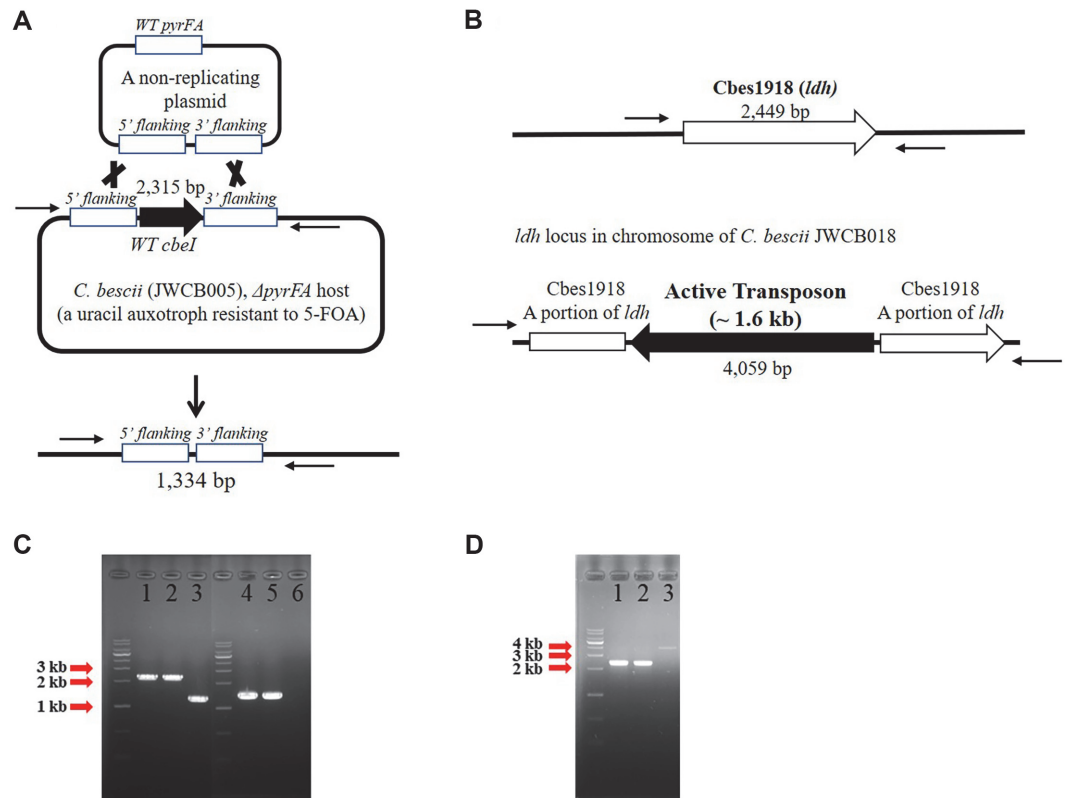 A
WT pyrFA
A non-replicating
plasmid
5' flanking 3' flanking
2,315 bp
5' flanking 3' flanking
WT cbeI
C. bescii (JWCB005), ΔpyrFA host
(a uracil auxotroph resistant to 5-FOA)
5' flanking 3' flanking
1,334 bp
B
Cbes1918 (ldh)
2,449 bp
ldh locus in chromosome of C. bescii JWCB018
Cbes1918
A portion of ldh
Active Transposon
(~ 1.6 kb)
Cbes1918
A portion of ldh
4,059 bp
C
1 2 3 4 5 6
3 kb
2 kb
1 kb
D
1 2 3
4 kb
3 kb
2 kb